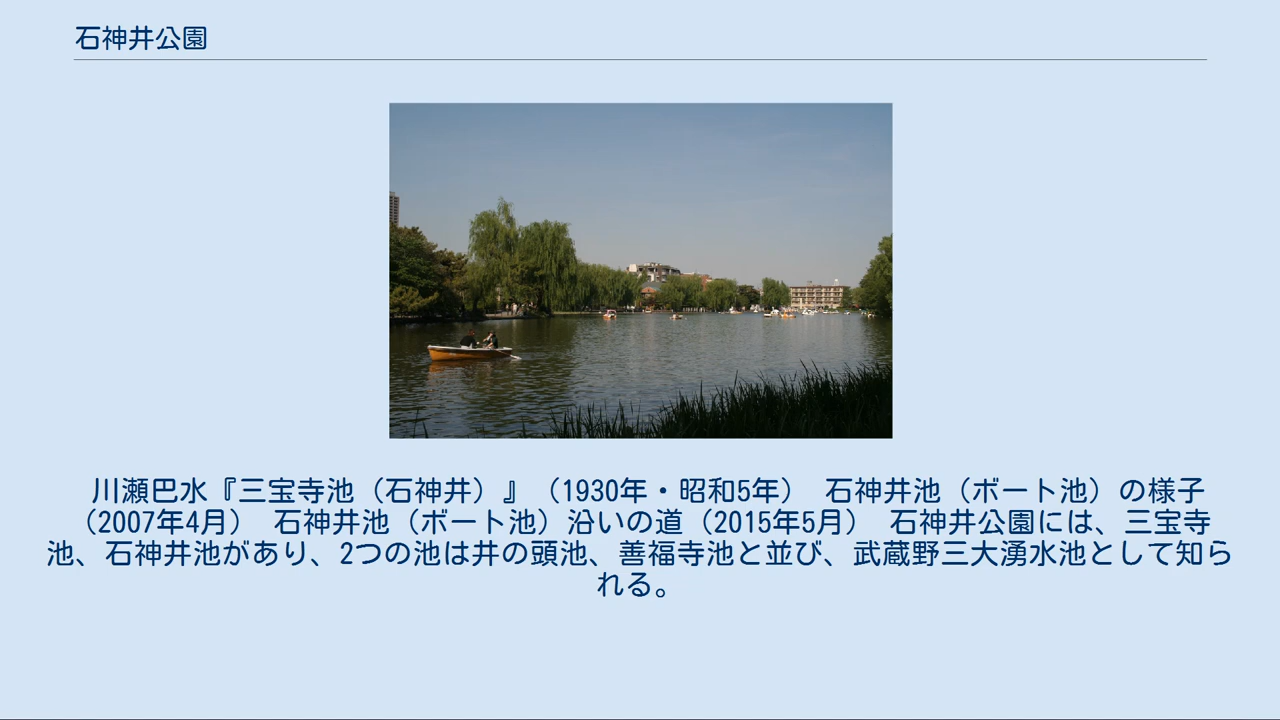 石神井公園
川瀬巴水『三宝寺池（石神井）』（1930年・昭和5年） 石神井池（ボート池）の様子
（2007年4月） 石神井池（ボート池）沿いの道（2015年5月） 石神井公園には、三宝寺
池、石神井池があり、2つの池は井の頭池、善福寺池と並び、武蔵野三大湧水池として知ら
れる。